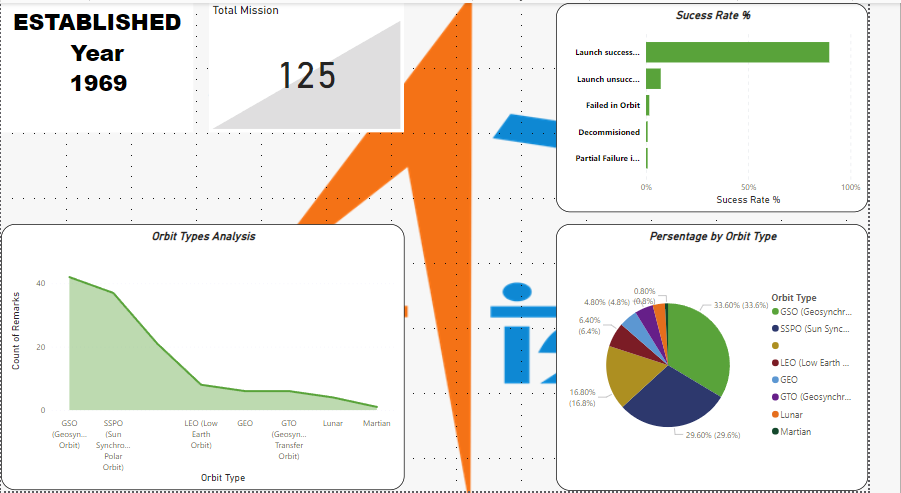 ESTABLISHED
Year
1969
Total Mission
125
Sucess Rate %
Launch success...
Launch unsucc...
Failed in Orbit
Decommisioned
Partial Failure i...
0%
50%
100%
Sucess Rate %
Orbit Types Analysis
Count of Remarks
40
20
0
GSO
(Geosyn...
Orbit)
SSPO
(Sun
Synchro...
Polar
Orbit)
LEO (Low
Earth
Orbit)
GEO
GTO
(Geosyn...
Transfer
Orbit)
Lunar
Martian
Orbit Type
Persentage by Orbit Type
0.80%
(0.8%)
4.80% (4.8%)
6.40%
(6.4%)
16.80%
(16.8%)
33.60% (33.6%)
29.60% (29.6%)
Orbit Type
GSO (Geosynchr...
SSPO (Sun Sync...
LEO (Low Earth ...
GEO
GTO (Geosynchr...
Lunar
Martian